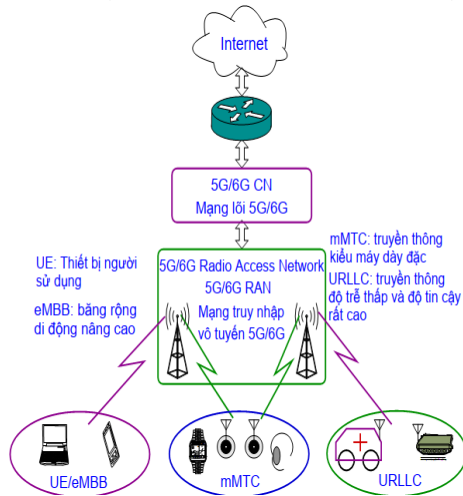 Internet
5G/6G CN
Mạng lõi 5G/6G
UE: Thiết bị người
sử dụng
eMBB: băng rộng
di động nâng cao
5G/6G Radio Access Network
5G/6G RAN
Mạng truy nhập
vô tuyến 5G/6G
mMTC: truyền thông
kiểu máy dày đặc
URLLC: truyền thông
độ trễ thấp và độ tin cậy
rất cao
UE/eMBB
mMTC
URLLC